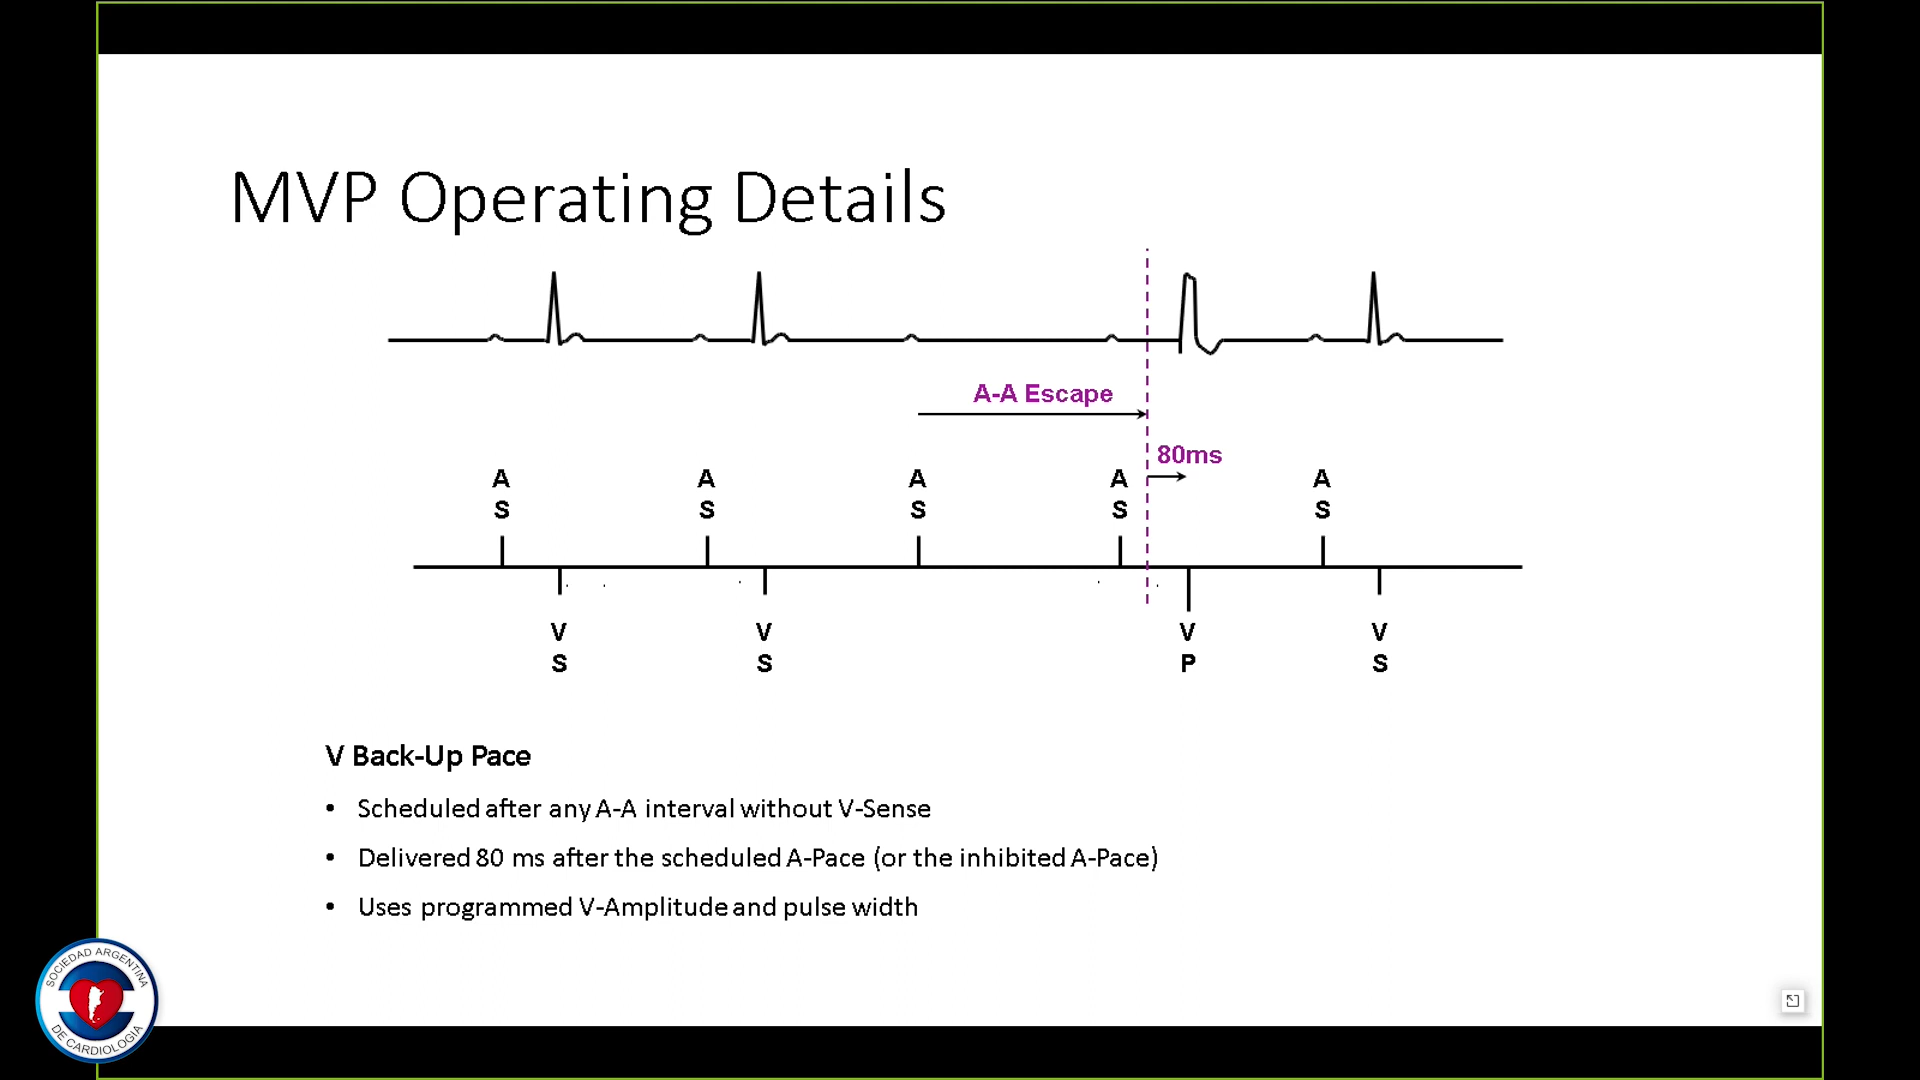 MVP Operating Details
A-A Escape
80ms
A A A A A
S S S S S
V V V V
S S P S
V Back-Up Pace
• Scheduled after any A-A interval without V-Sense
• Delivered 80 ms after the scheduled A-Pace (or the inhibited A-Pace)
• Uses programmed V-Amplitude and pulse width
SOCIEDAD ARGENTINA
DE CARDIOLOGIA